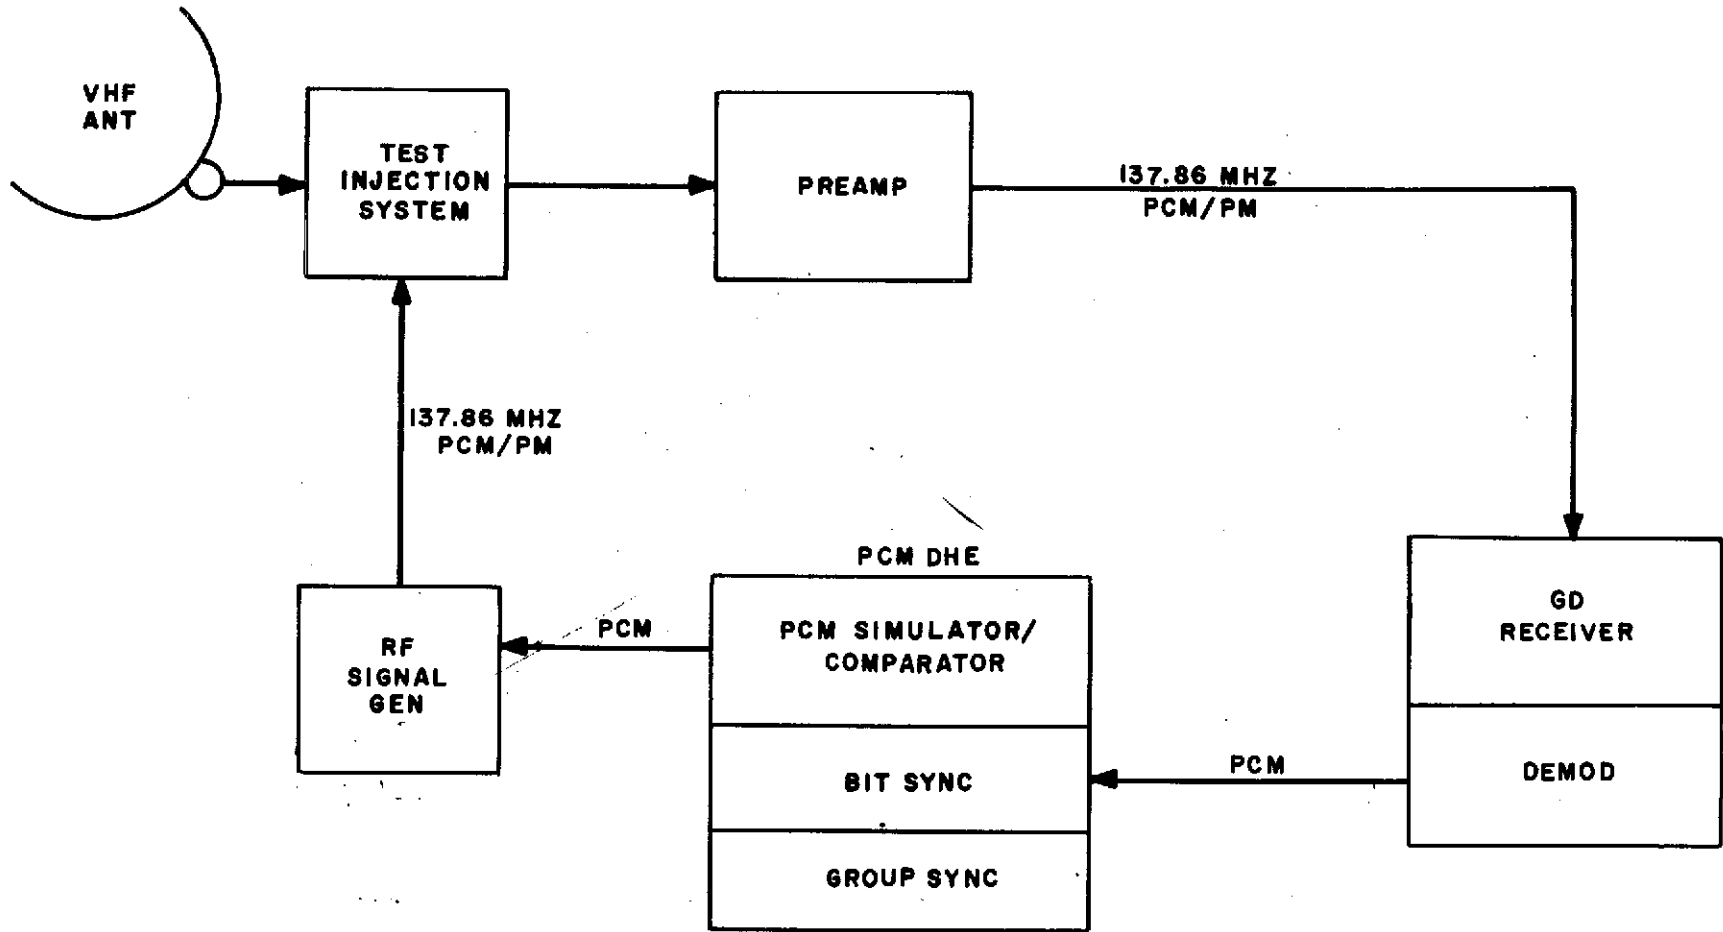 VHF
ANT
TEST
INJECTION
SYSTEM
PREAMP
137.86 MHZ
PCM/PM
137.86 MHZ
PCM/PM
PCM DHE
RF
SIGNAL
GEN
PCM
PCM SIMULATOR/
COMPARATOR
BIT SYNC
GROUP SYNC
PCM
GD
RECEIVER
DEMOD